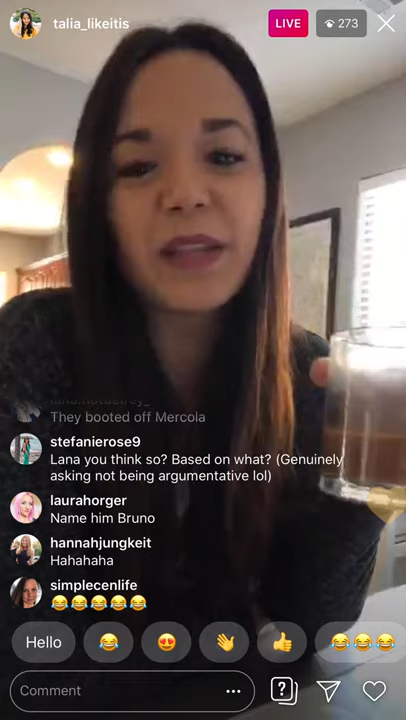 talia_likeitis
LIVE
273
They booted off Mercola
stefanierose9
Lana you think so? Based on what? (Genuinely
asking not being argumentative lol)
laurahorger
Name him Bruno
hannahjungkeit
Hahahaha
simplecenlife
😂😂😂😂😂
Hello
😂
😍
👋
👍
😂😂😂
Comment